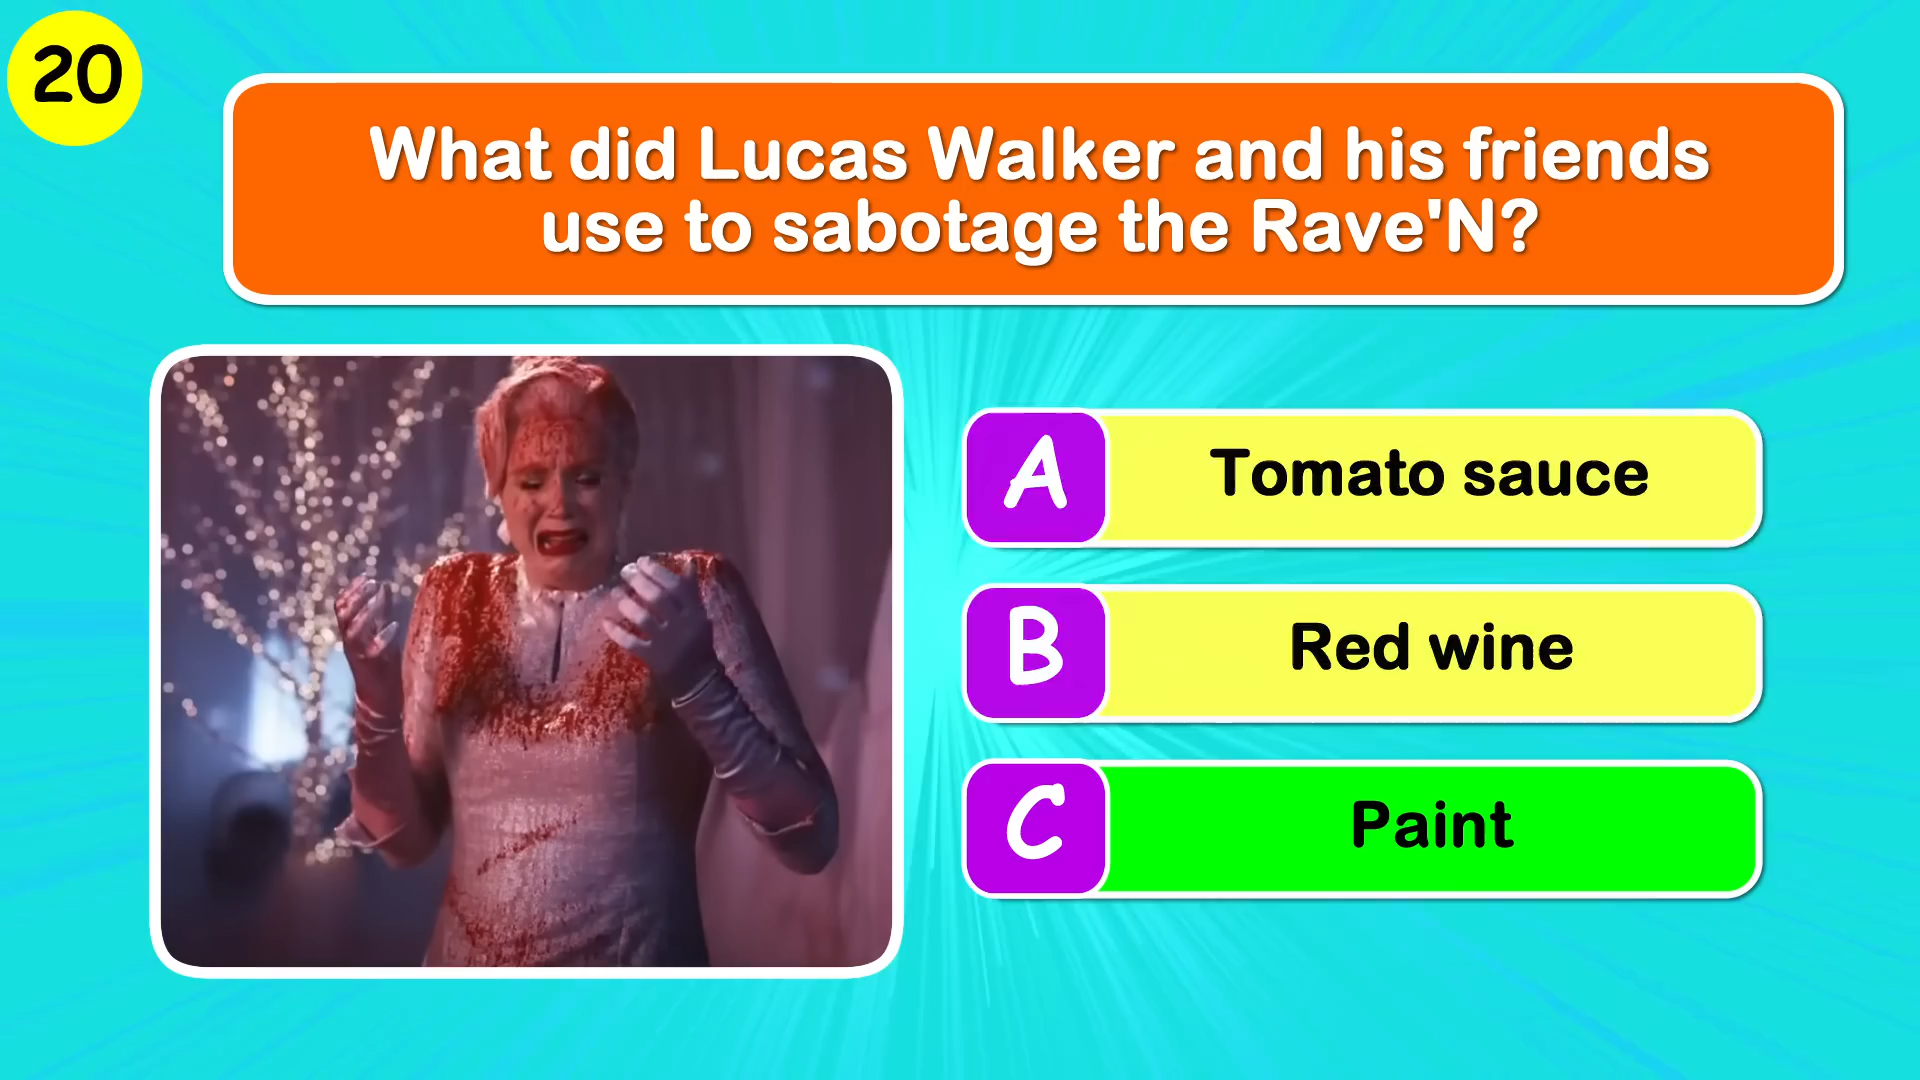 20
What did Lucas Walker and his friends
use to sabotage the Rave'N?
A
Tomato sauce
B
Red wine
C
Paint